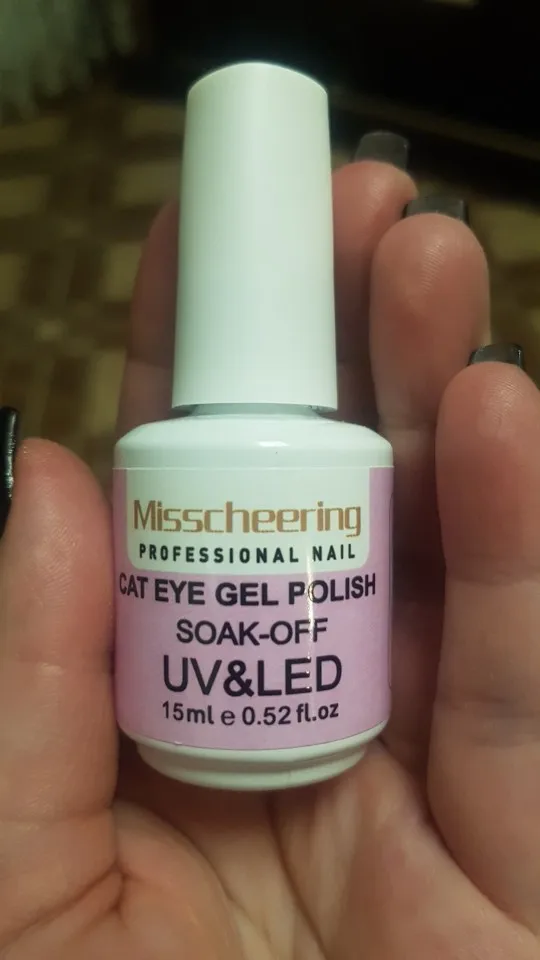 Misscheering
PROFESSIONAL NAIL
CAT EYE GEL POLISH
SOAK-OFF
UV&LED
15ml e 0.52 fl.oz